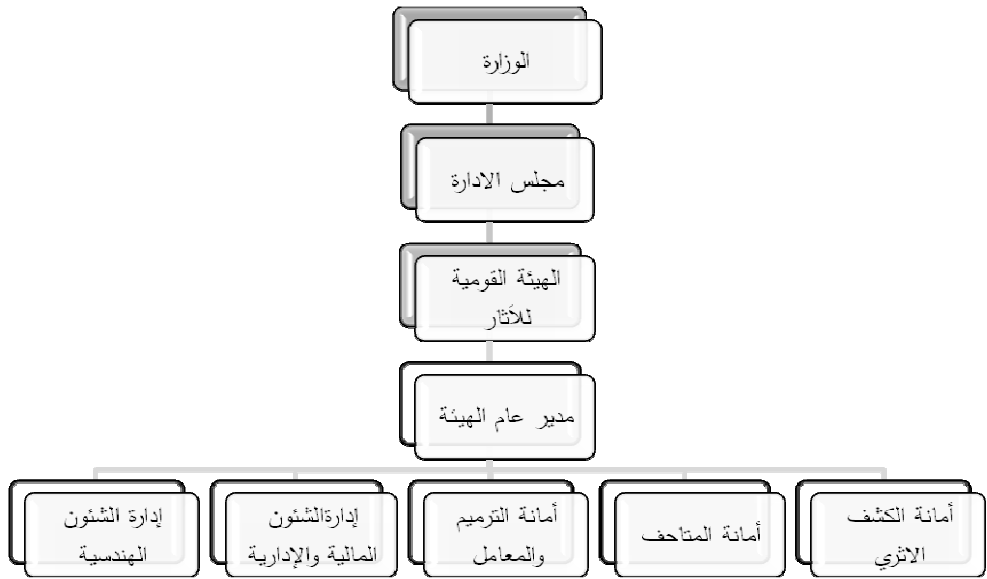 الوزارة
مجلس الادارة
الهيئة القومية
للآثار
مدير عام الهيئة
أمانة الكشف
الاثري
أمانة المتاحف
أمانة الترميم
والمعامل
إدارةالشئون
المالية والإدارية
إدارة الشئون
الهندسية